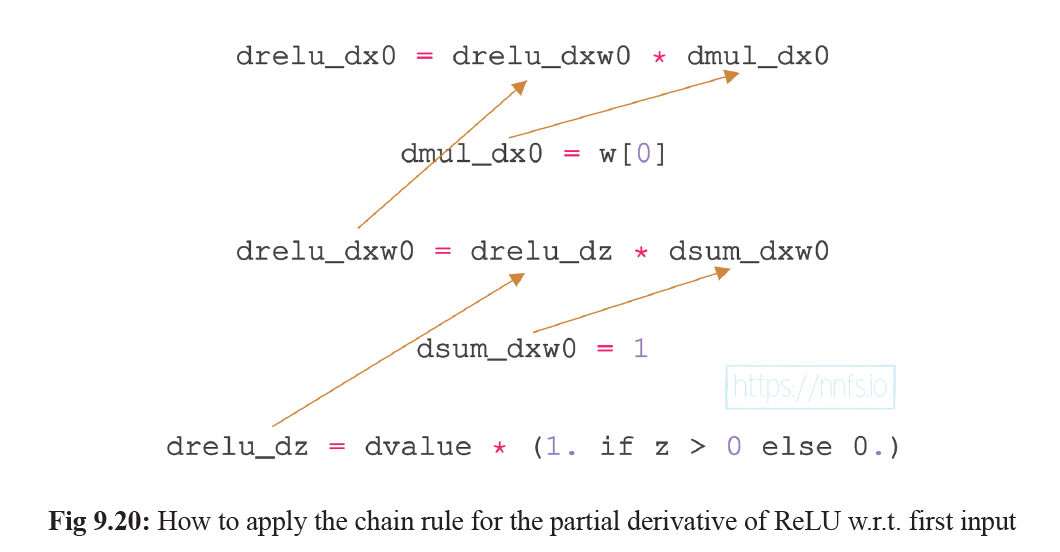 drelu_dx0 = drelu_dxw0 * dmul_dx0
dmul_dx0 = w[0]
drelu_dxw0 = drelu_dz * dsum_dxw0
dsum_dxw0 = 1
https://nnfs.io
drelu_dz = dvalue * (1. if z > 0 else 0.)
Fig 9.20: How to apply the chain rule for the partial derivative of ReLU w.r.t. first input